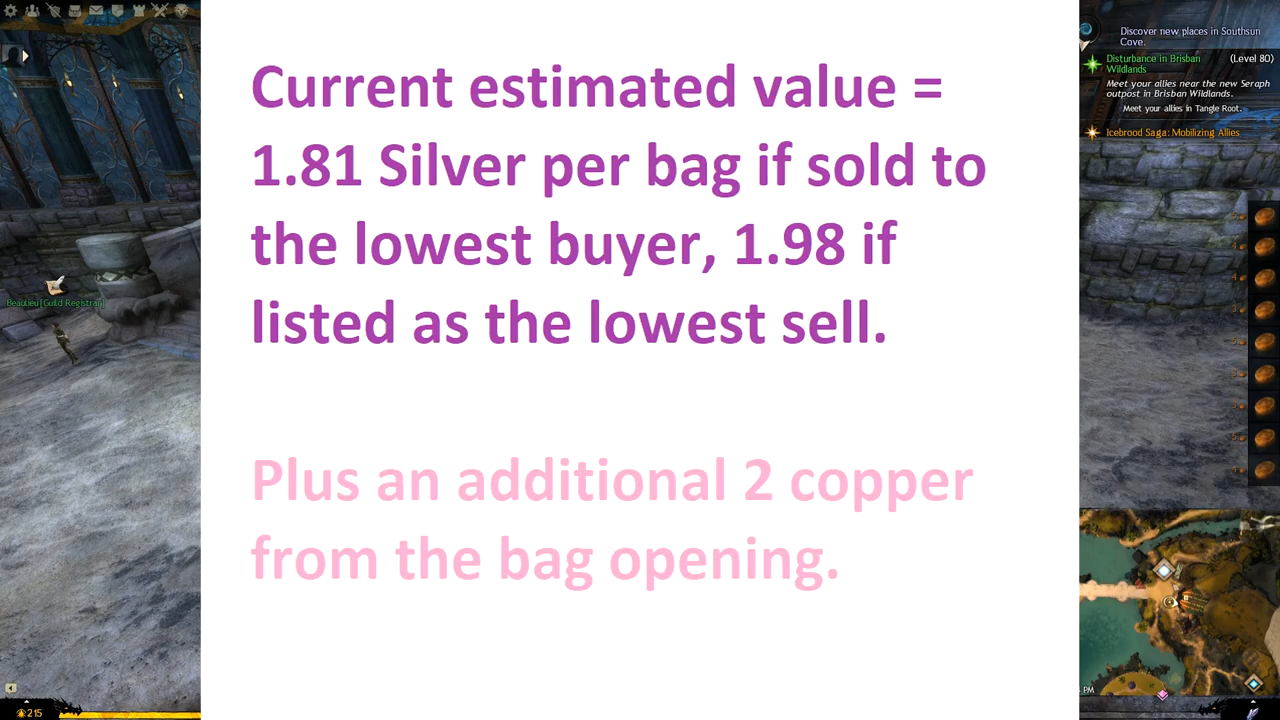 Current estimated value =
1.81 Silver per bag if sold to
the lowest buyer, 1.98 if
listed as the lowest sell.
Plus an additional 2 copper
from the bag opening.
Discover new places in Southsun
Cove.
Disturbance in Brisban
Wildlands
(Level 80)
Meet your allies near the new Seraph
outpost in Brisban Wildlands.
Meet your allies in Tangle Root.
Icebrood Saga: Mobilizing Allies
Beaulieu [Guild Registrar]
PM
215